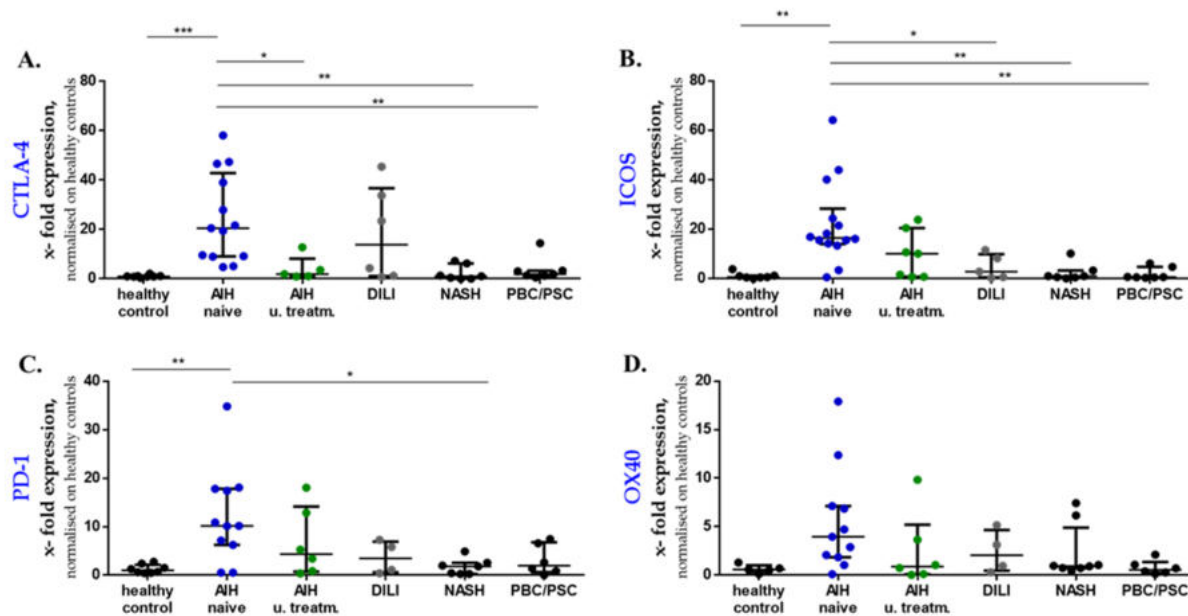 A.
***
*
**
**
CTLA-4
x- fold expression,
normalised on healthy controls
80
60
40
20
0
healthy control
AIH naive
AIH u. treatm.
DILI
NASH
PBC/PSC
B.
**
*
**
**
ICOS
x- fold expression,
normalised on healthy controls
80
60
40
20
0
healthy control
AIH naive
AIH u. treatm.
DILI
NASH
PBC/PSC
C.
**
*
PD-1
x- fold expression,
normalised on healthy controls
40
30
20
10
0
healthy control
AIH naive
AIH u. treatm.
DILI
NASH
PBC/PSC
D.
OX40
x- fold expression,
normalised on healthy controls
20
15
10
5
0
healthy control
AIH naive
AIH u. treatm.
DILI
NASH
PBC/PSC